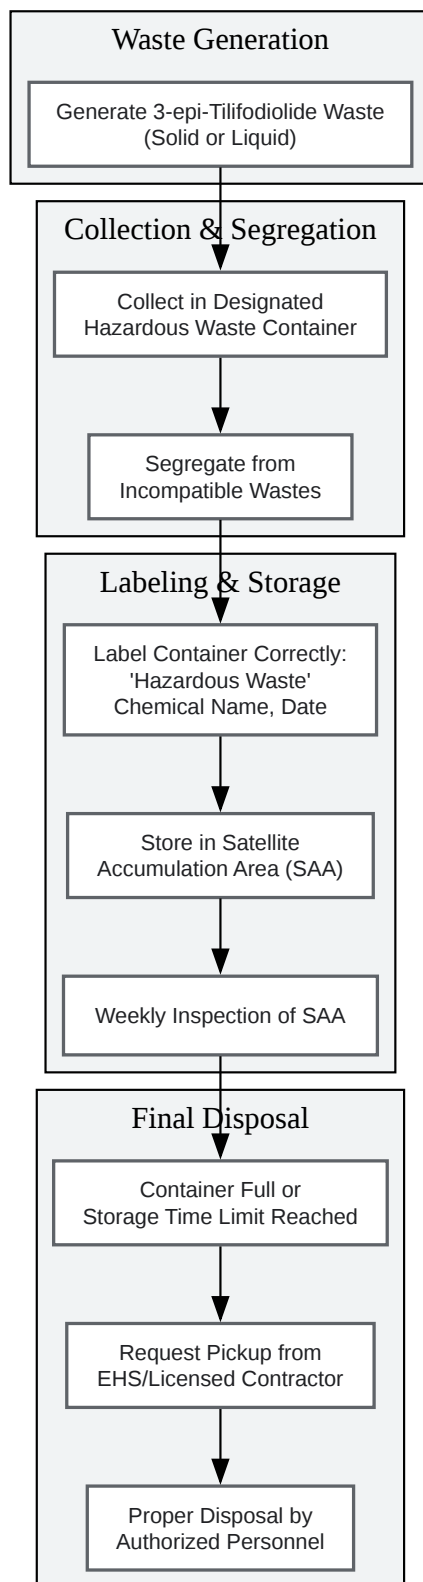 Waste Generation
Generate 3-epi-Tilifodiolide Waste
(Solid or Liquid)
Collection & Segregation
Collect in Designated
Hazardous Waste Container
Segregate from
Incompatible Wastes
Labeling & Storage
Label Container Correctly:
'Hazardous Waste'
Chemical Name, Date
Store in Satellite
Accumulation Area (SAA)
Weekly Inspection of SAA
Final Disposal
Container Full or
Storage Time Limit Reached
Request Pickup from
EHS/Licensed Contractor
Proper Disposal by
Authorized Personnel